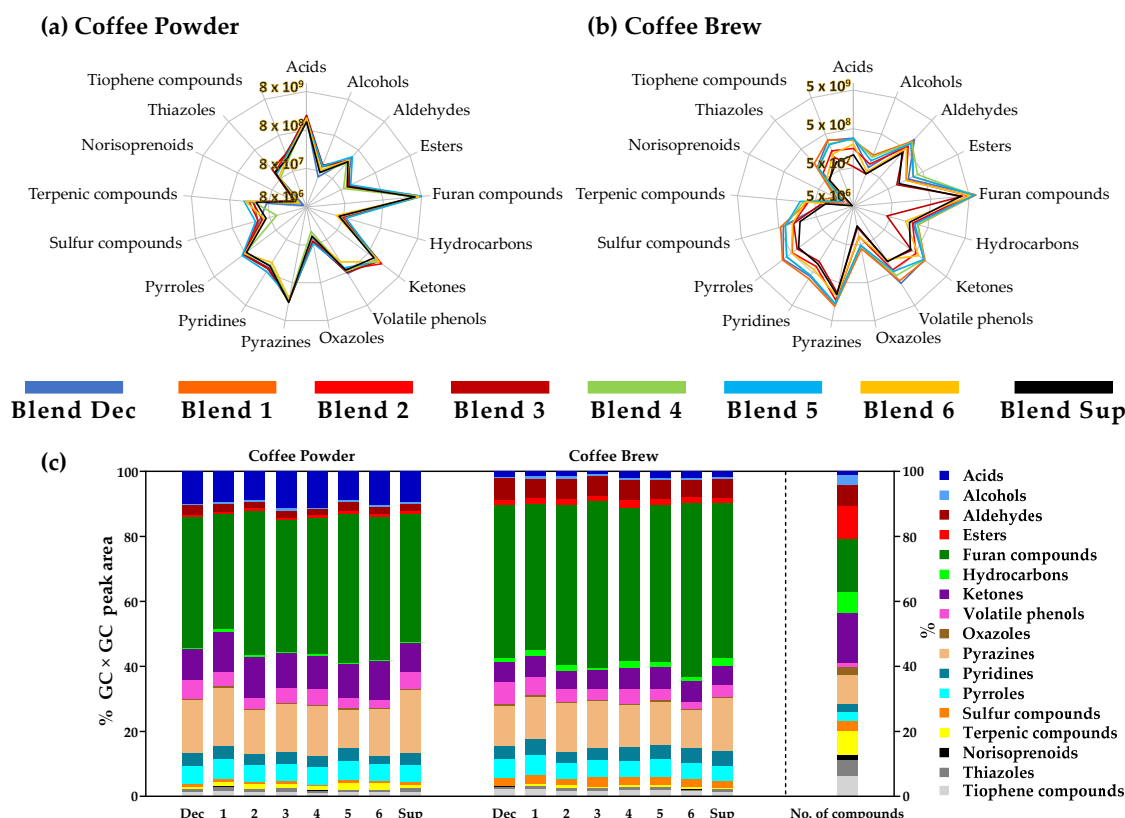 (a) Coffee Powder
(b) Coffee Brew
Acids
Alcohols
Aldehydes
Esters
Furan compounds
Hydrocarbons
Ketones
Volatile phenols
Oxazoles
Pyrazines
Pyridines
Pyrroles
Sulfur compounds
Terpenic compounds
Norisoprenoids
Thiazoles
Tiophene compounds
8 x 10⁹
8 x 10⁸
8 x 10⁷
8 x 10⁶
Acids
Alcohols
Aldehydes
Esters
Furan compounds
Hydrocarbons
Ketones
Volatile phenols
Oxazoles
Pyrazines
Pyridines
Pyrroles
Sulfur compounds
Terpenic compounds
Norisoprenoids
Thiazoles
Tiophene compounds
5 x 10⁹
5 x 10⁸
5 x 10⁷
5 x 10⁶
Blend Dec Blend 1 Blend 2 Blend 3 Blend 4 Blend 5 Blend 6 Blend Sup
(c)
Coffee Powder Coffee Brew
% GC × GC peak area
100
80
60
40
20
0
Dec 1 2 3 4 5 6 Sup Dec 1 2 3 4 5 6 Sup No. of compounds
100
80
60
40
20
0
%
Acids
Alcohols
Aldehydes
Esters
Furan compounds
Hydrocarbons
Ketones
Volatile phenols
Oxazoles
Pyrazines
Pyridines
Pyrroles
Sulfur compounds
Terpenic compounds
Norisoprenoids
Thiazoles
Tiophene compounds